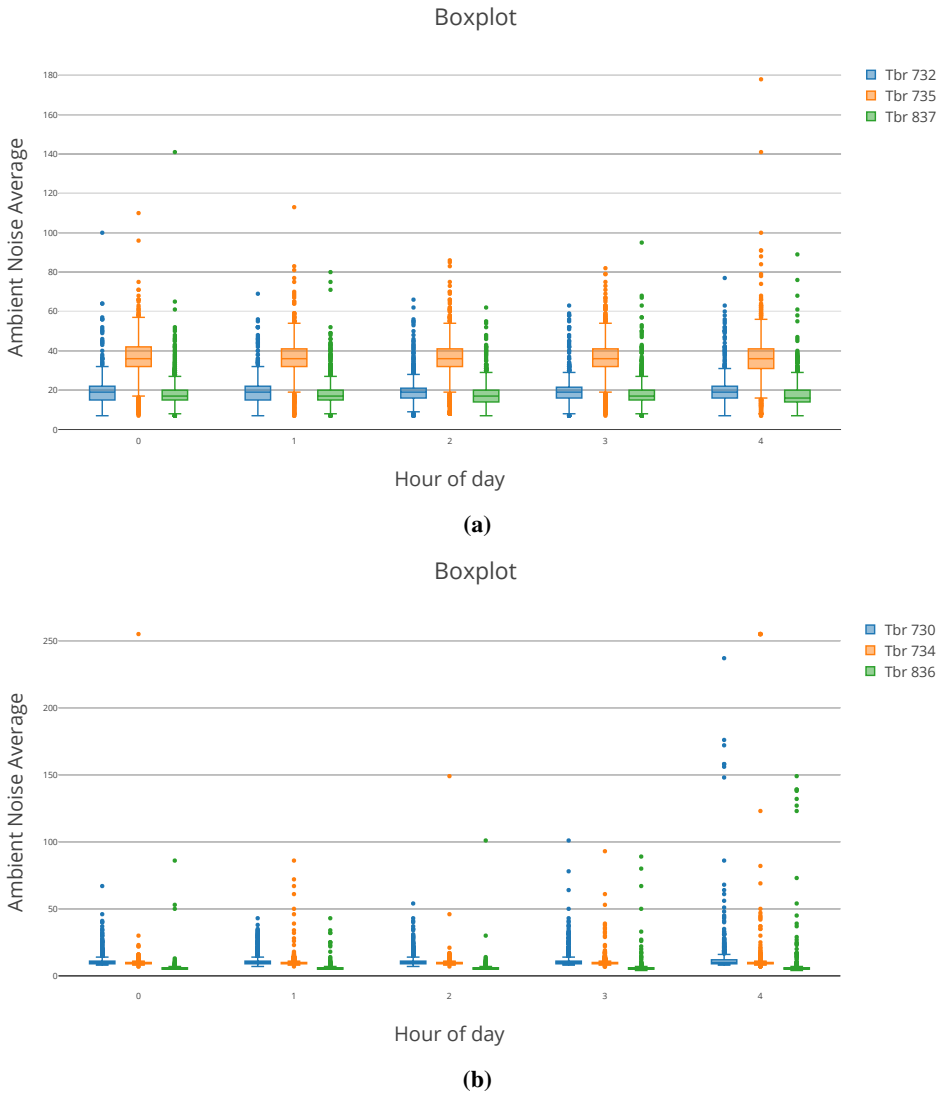 Boxplot
180
160
140
120
100
80
60
40
20
0
Ambient Noise Average
0 1 2 3 4
Hour of day
Tbr 732
Tbr 735
Tbr 837
(a)
Boxplot
250
200
150
100
50
0
Ambient Noise Average
0 1 2 3 4
Hour of day
Tbr 730
Tbr 734
Tbr 836
(b)